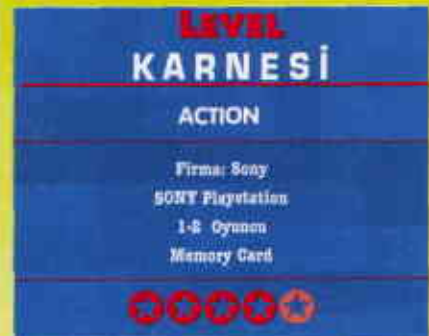 LEVEL
KARNESİ
ACTION
Firma: Sony
SONY Playstation
1-2 Oyuncu
Memory Card